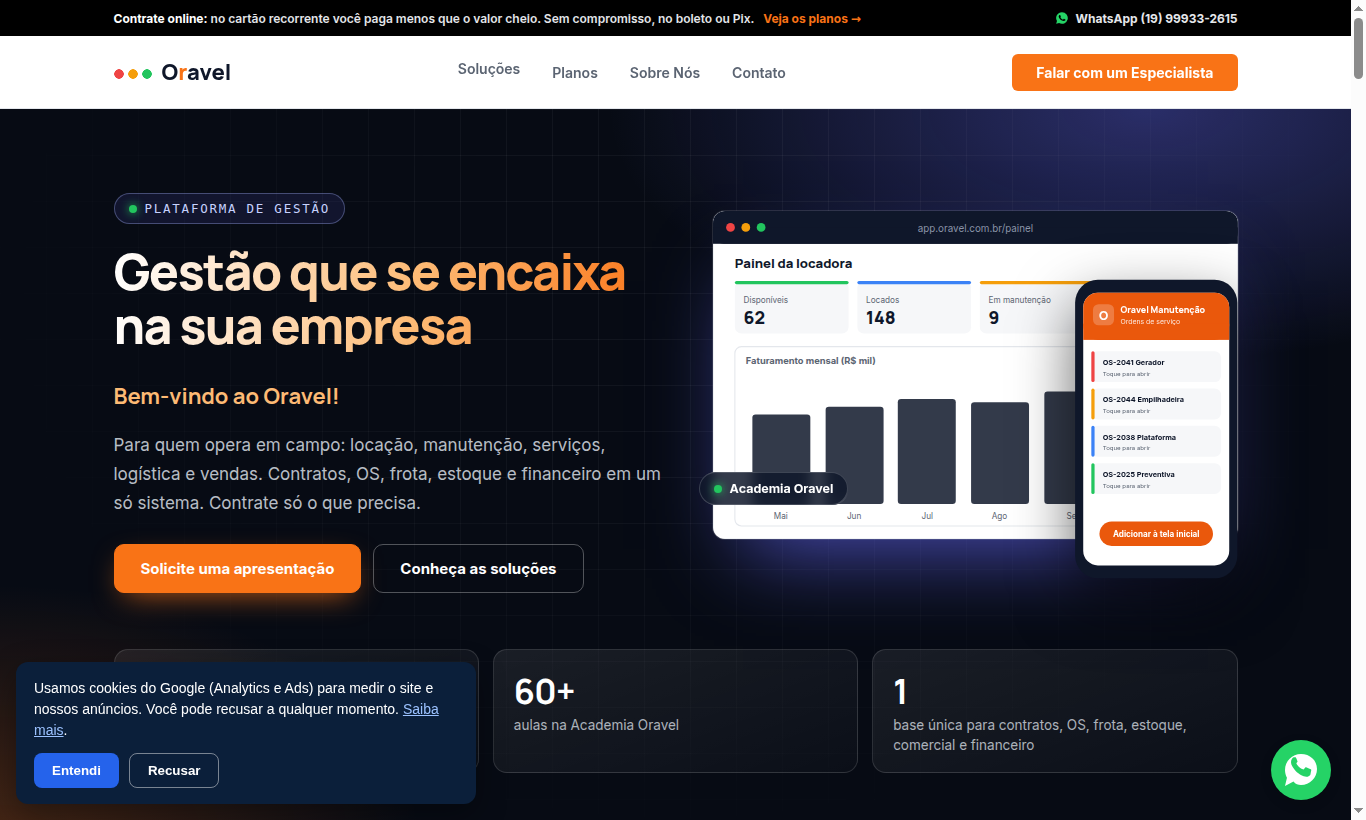 Contrate online: no cartão recorrente você paga menos que o valor cheio. Sem compromisso, no boleto ou Pix. Veja os planos →
WhatsApp (19) 99933-2615
Oravel
Soluções
Planos
Sobre Nós
Contato
Falar com um Especialista
PLATAFORMA DE GESTÃO
Gestão que se encaixa
na sua empresa
Bem-vindo ao Oravel!
Para quem opera em campo: locação, manutenção, serviços,
logística e vendas. Contratos, OS, frota, estoque e financeiro em um
só sistema. Contrate só o que precisa.
Solicite uma apresentação
Conheça as soluções
app.oravel.com.br/painel
Painel da locadora
Disponíveis
62
Locados
148
Em manutenção
9
Faturamento mensal (R$ mil)
Mai
Jun
Jul
Ago
Se
Academia Oravel
O
Oravel Manutenção
Ordens de serviço
OS-2041 Gerador
Toque para abrir
OS-2044 Empilhadeira
Toque para abrir
OS-2038 Plataforma
Toque para abrir
OS-2025 Preventiva
Toque para abrir
Adicionar à tela inicial
60+
aulas na Academia Oravel
1
base única para contratos, OS, frota, estoque,
comercial e financeiro
Usamos cookies do Google (Analytics e Ads) para medir o site e
nossos anúncios. Você pode recusar a qualquer momento. Saiba
mais.
Entendi
Recusar